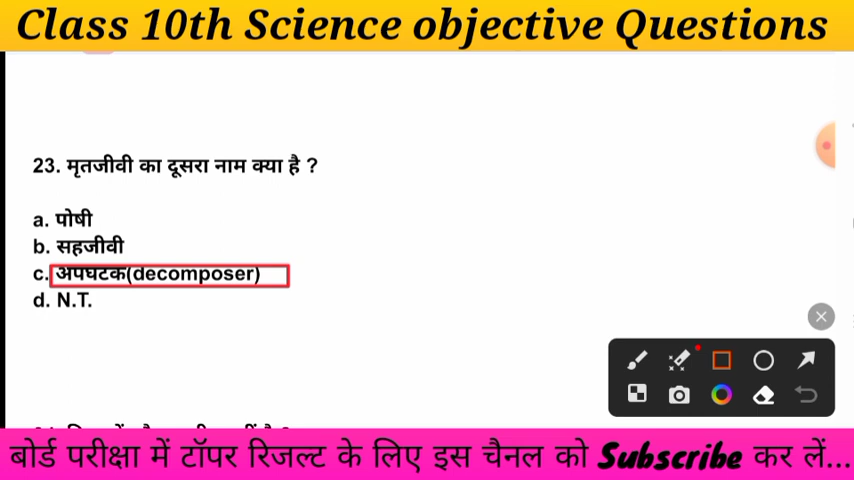 Class 10th Science objective Questions
23. मृतजीवी का दूसरा नाम क्या है ?
a. पोषी
b. सहजीवी
c. अपघटक(decomposer)
d. N.T.
बोर्ड परीक्षा में टॉपर रिजल्ट के लिए इस चैनल को Subscribe कर लें...